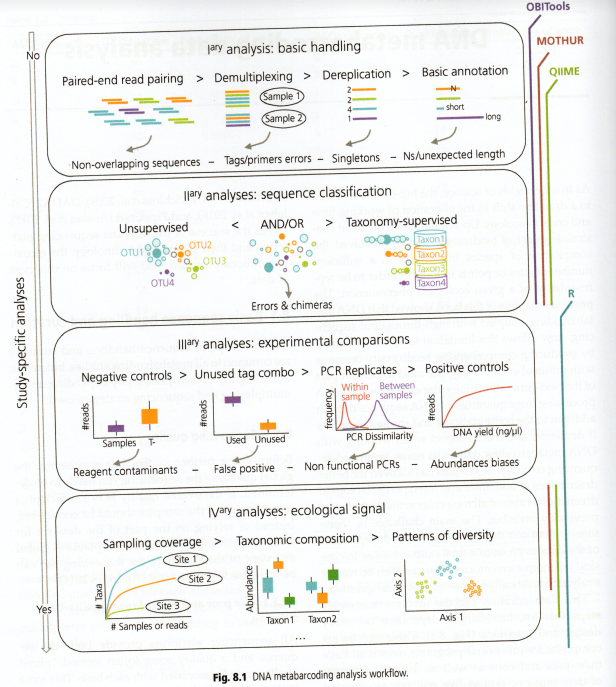 OBITools
MOTHUR
QIIME
No
Iary analysis: basic handling
Paired-end read pairing > Demultiplexing > Dereplication > Basic annotation
Sample 1
Sample 2
2
2
4
1
N
short
long
Non-overlapping sequences – Tags/primers errors – Singletons – Ns/unexpected length
IIary analyses: sequence classification
Unsupervised < AND/OR > Taxonomy-supervised
OTU1
OTU2
OTU3
OTU4
Taxon1
Taxon2
Taxon3
Taxon4
Errors & chimeras
R
Study-specific analyses
IIIary analyses: experimental comparisons
Negative controls > Unused tag combo > PCR Replicates > Positive controls
#reads
Samples T-
#reads
Used Unused
frequency
Within sample
Between samples
PCR Dissimilarity
#reads
DNA yield (ng/µl)
Reagent contaminants – False positive – Non functional PCRs – Abundances biases
IVary analyses: ecological signal
Sampling coverage > Taxonomic composition > Patterns of diversity
# Taxa
Site 1
Site 2
Site 3
# Samples or reads
Abundance
Taxon1 Taxon2
Axis 2
Axis 1
...
Yes
Fig. 8.1 DNA metabarcoding analysis workflow.